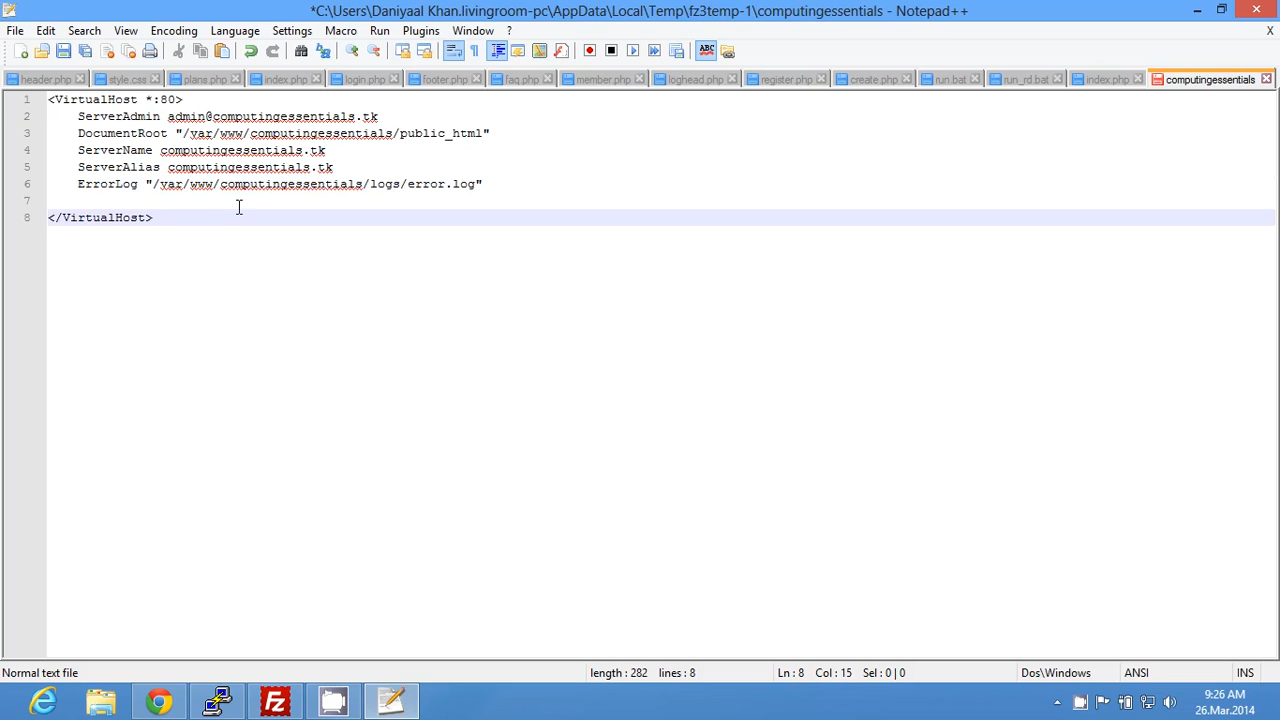 *C:\Users\Daniyaal Khan.livingroom-pc\AppData\Local\Temp\fz3temp-1\computingessentials - Notepad++
File Edit Search View Encoding Language Settings Macro Run Plugins Window ? X
header.php style.css plans.php index.php login.php footer.php faq.php member.php loghead.php register.php create.php run.bat run_rd.bat index.php computingessentials
1 <VirtualHost *:80>
2 ServerAdmin admin@computingessentials.tk
3 DocumentRoot "/var/www/computingessentials/public_html"
4 ServerName computingessentials.tk
5 ServerAlias computingessentials.tk
6 ErrorLog "/var/www/computingessentials/logs/error.log"
7
8 </VirtualHost>
Normal text file length : 282 lines : 8 Ln : 8 Col : 15 Sel : 0 | 0 Dos\Windows ANSI INS
9:26 AM
26.Mar.2014